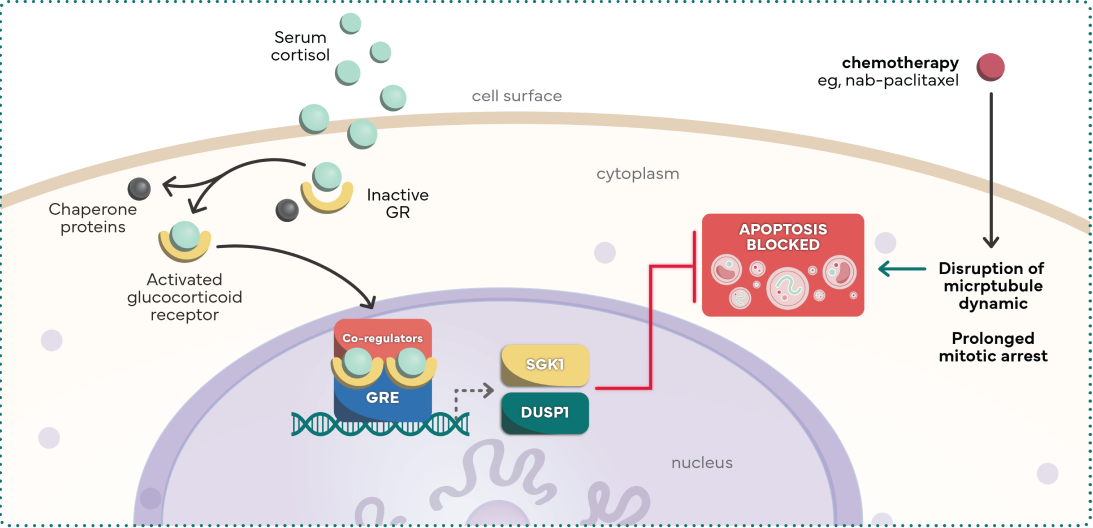 Serum
cortisol
cell surface
chemotherapy
eg, nab-paclitaxel
cytoplasm
Inactive
GR
Chaperone
proteins
Activated
glucocorticoid
receptor
APOPTOSIS
BLOCKED
Disruption of
micrptubule
dynamic
Prolonged
mitotic arrest
Co-regulators
GRE
SGK1
DUSP1
nucleus